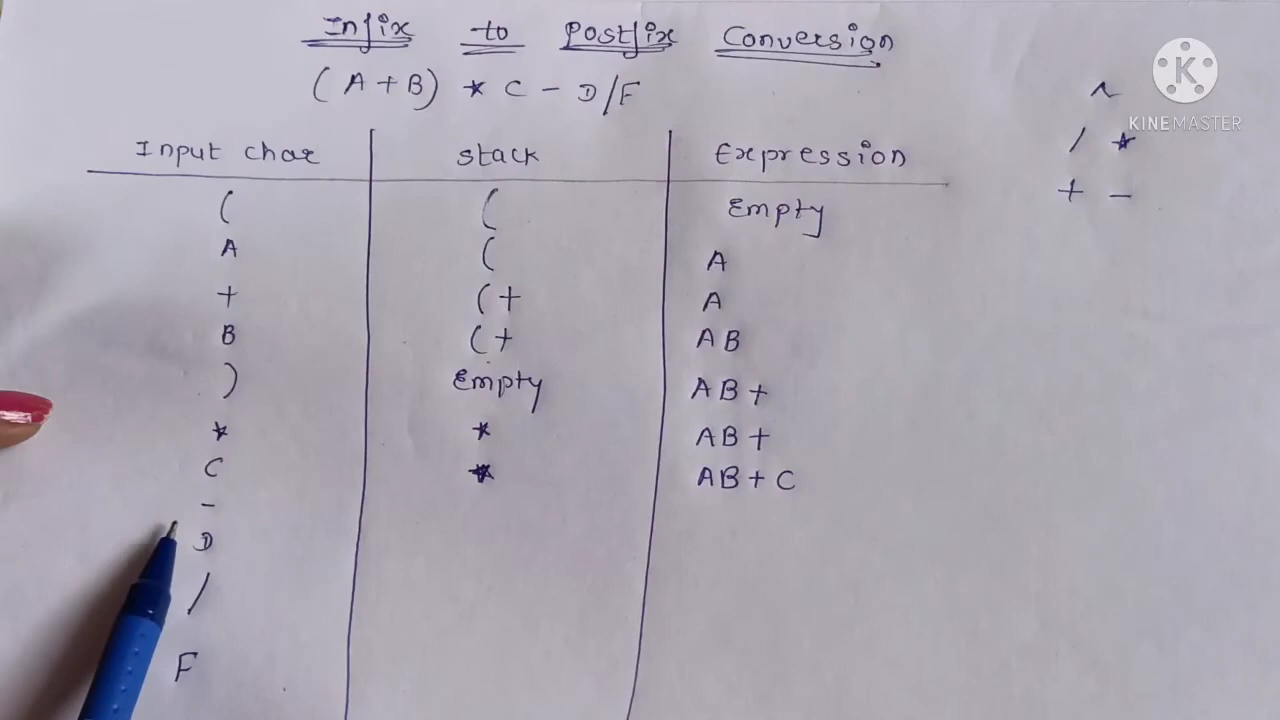 Infix to Postfix Conversion
(A+B) * C - D/F
^
K
KINEMASTER
/ *
+ -
Input char Stack Expression
( ( Empty
A ( A
+ (+ A
B (+ AB
) Empty AB+
* * AB+
C * AB+C
-
D
/
F